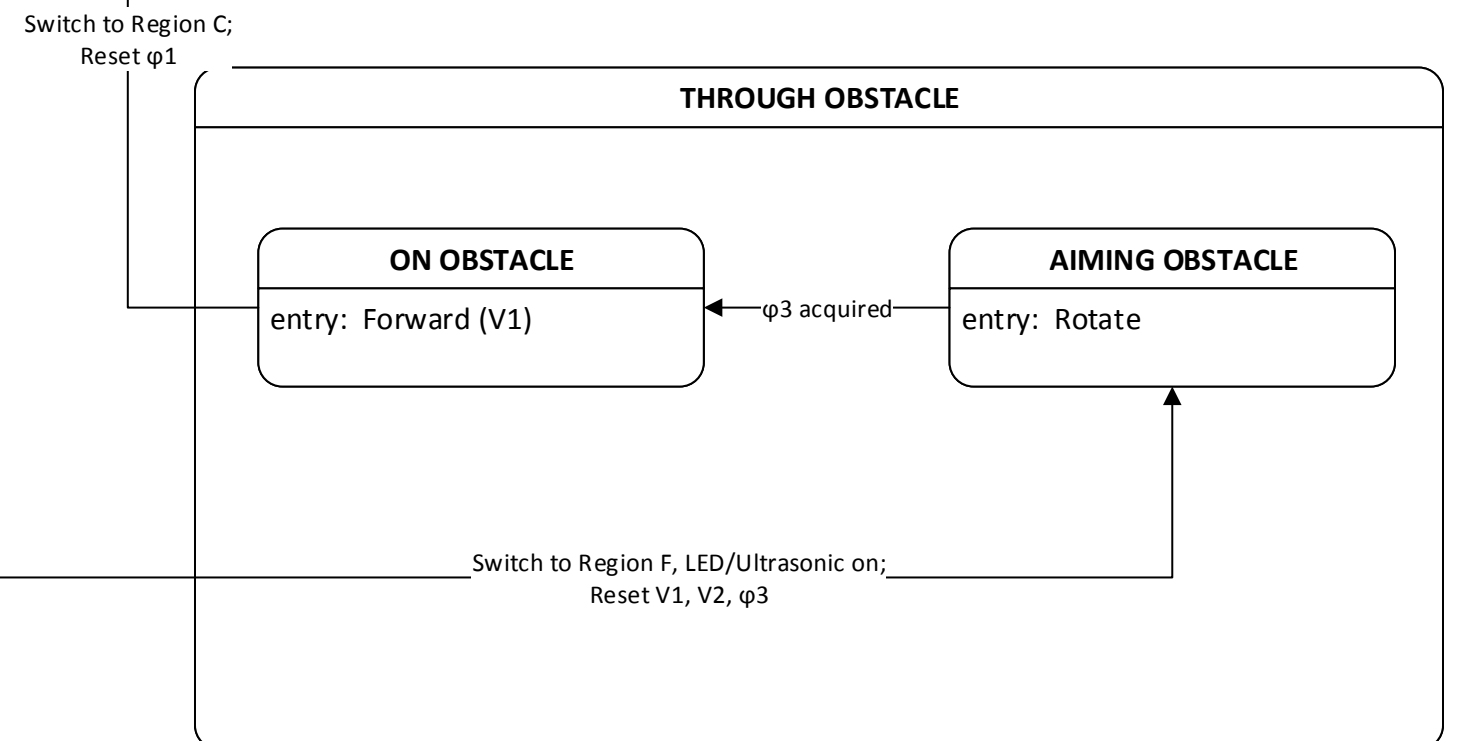 Switch to Region C;
Reset φ1
THROUGH OBSTACLE
ON OBSTACLE
entry: Forward (V1)
φ3 acquired
AIMING OBSTACLE
entry: Rotate
Switch to Region F, LED/Ultrasonic on;
Reset V1, V2, φ3